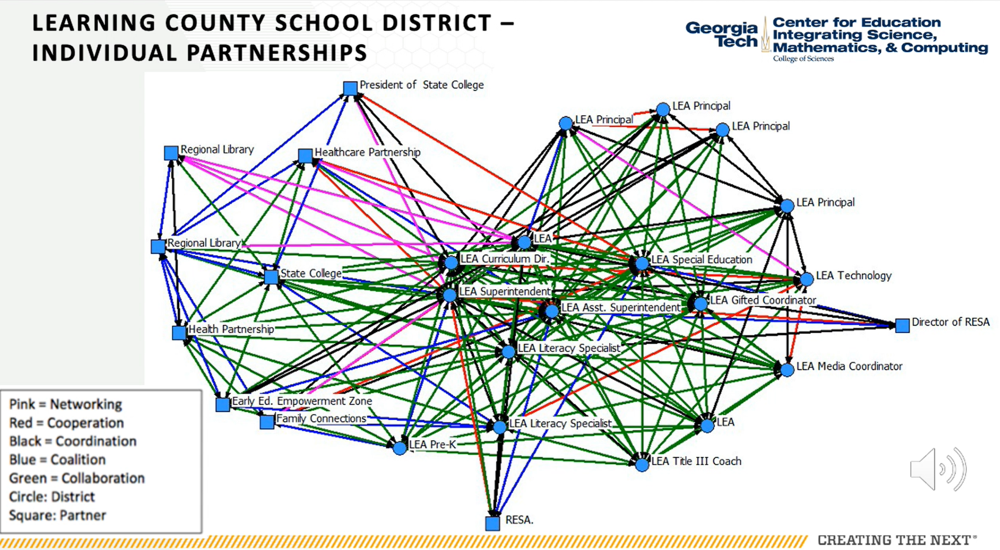 LEARNING COUNTY SCHOOL DISTRICT –
INDIVIDUAL PARTNERSHIPS
Georgia
Tech
Center for Education
Integrating Science,
Mathematics, & Computing
College of Sciences
President of State College
LEA Principal
LEA Principal
LEA Principal
Regional Library
Healthcare Partnership
LEA Principal
LEA
Regional Library
LEA Curriculum Dir.
LEA Special Education
State College
LEA Technology
LEA Superintendent
LEA Gifted Coordinator
LEA Asst. Superintendent
Director of RESA
Health Partnership
LEA Literacy Specialist
LEA Media Coordinator
Early Ed. Empowerment Zone
Family Connections
LEA Literacy Specialist
LEA
LEA Pre-K
LEA Title III Coach
RESA.
Pink = Networking
Red = Cooperation
Black = Coordination
Blue = Coalition
Green = Collaboration
Circle: District
Square: Partner
CREATING THE NEXT®